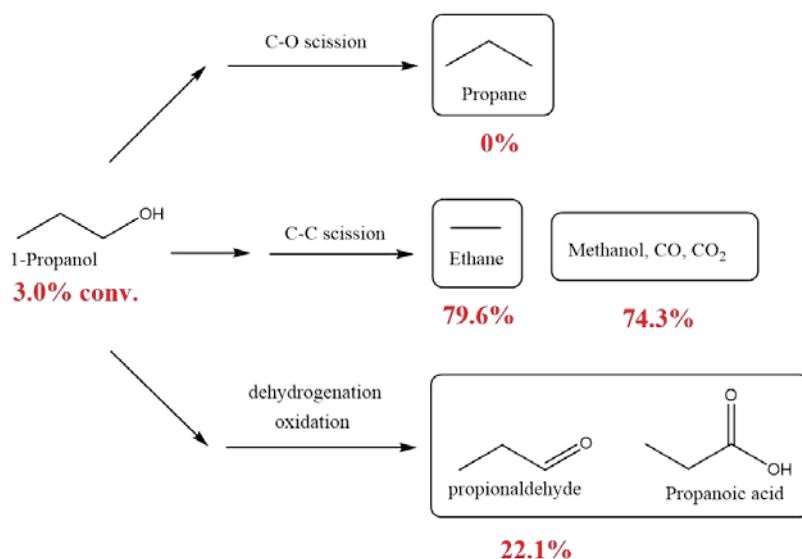 C-O scission
Propane
0%
OH
1-Propanol
3.0% conv.
C-C scission
Ethane
79.6%
Methanol, CO, CO₂
74.3%
dehydrogenation
oxidation
O
propionaldehyde
O
OH
Propanoic acid
22.1%